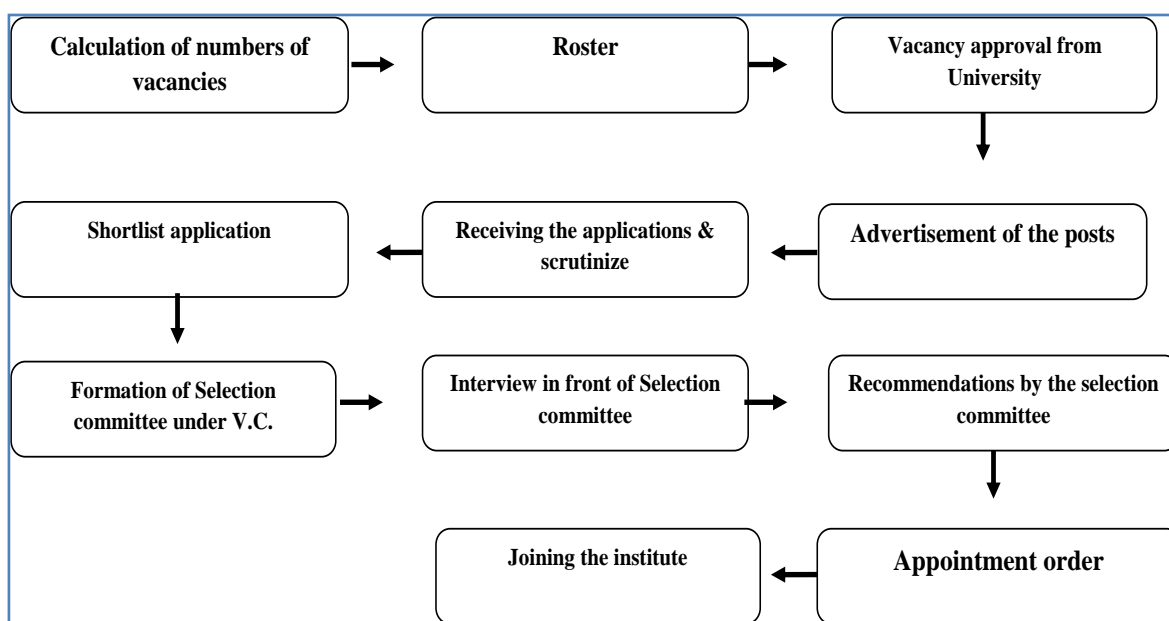 Calculation of numbers of
vacancies
Roster
Vacancy approval from
University
Advertisement of the posts
Receiving the applications &
scrutinize
Shortlist application
Formation of Selection
committee under V.C.
Interview in front of Selection
committee
Recommendations by the selection
committee
Appointment order
Joining the institute